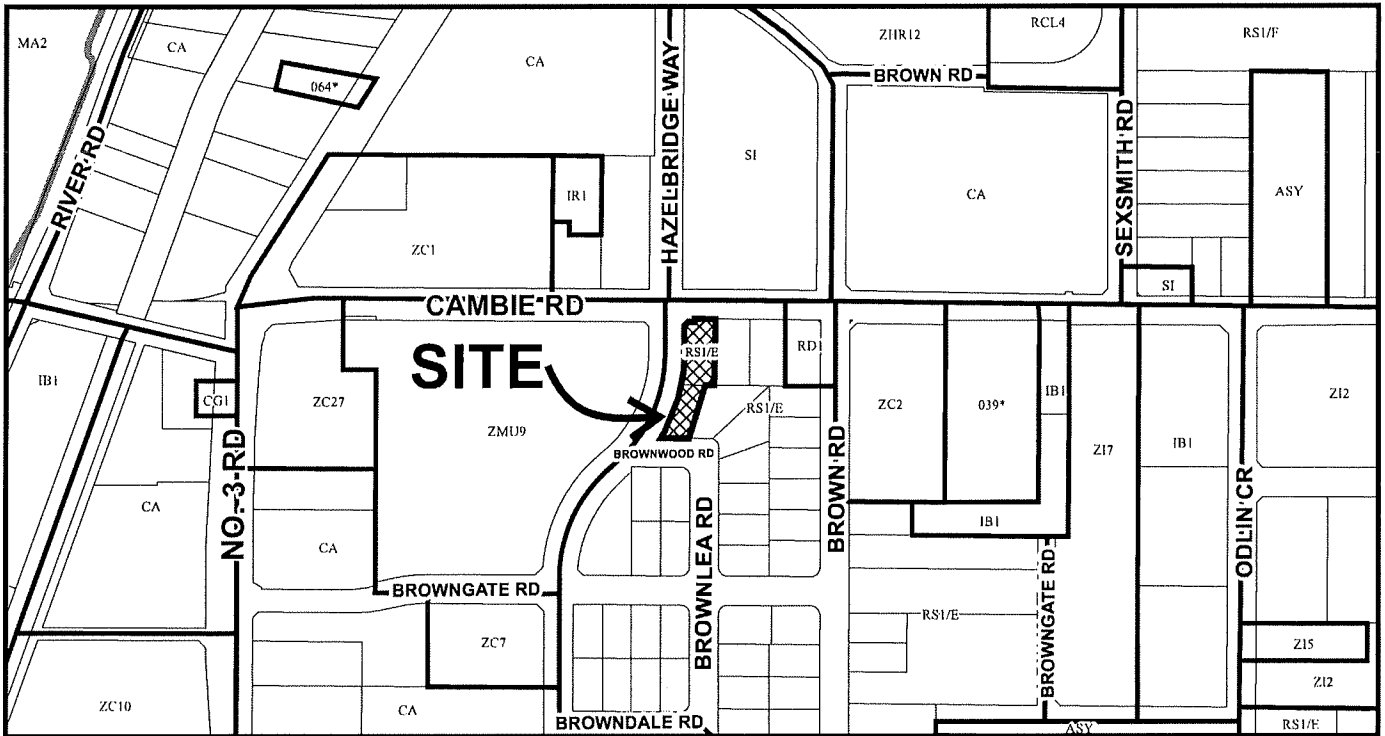 MA2
CA
064*
CA
ZHR12
RCL4
RS1/F
BROWN RD
HAZELBRIDGE WAY
SEXSMITH RD
RIVER RD
SI
CA
ASY
IR1
ZC1
SI
CAMBIE RD
SITE
RS1/E
RD1
IB1
CG1
ZC27
ZMU9
RS1/E
ZC2
039*
IB1
ZI7
IB1
ZI2
BROWNWOOD RD
NO. 3 RD
CA
CA
BROWNLEA RD
BROWN RD
IB1
ODLIN CR
BROWNGATE RD
BROWNGATE RD
RS1/E
ZC7
ZI5
ZI2
ZC10
CA
BROWNDALE RD
ASY
RS1/E